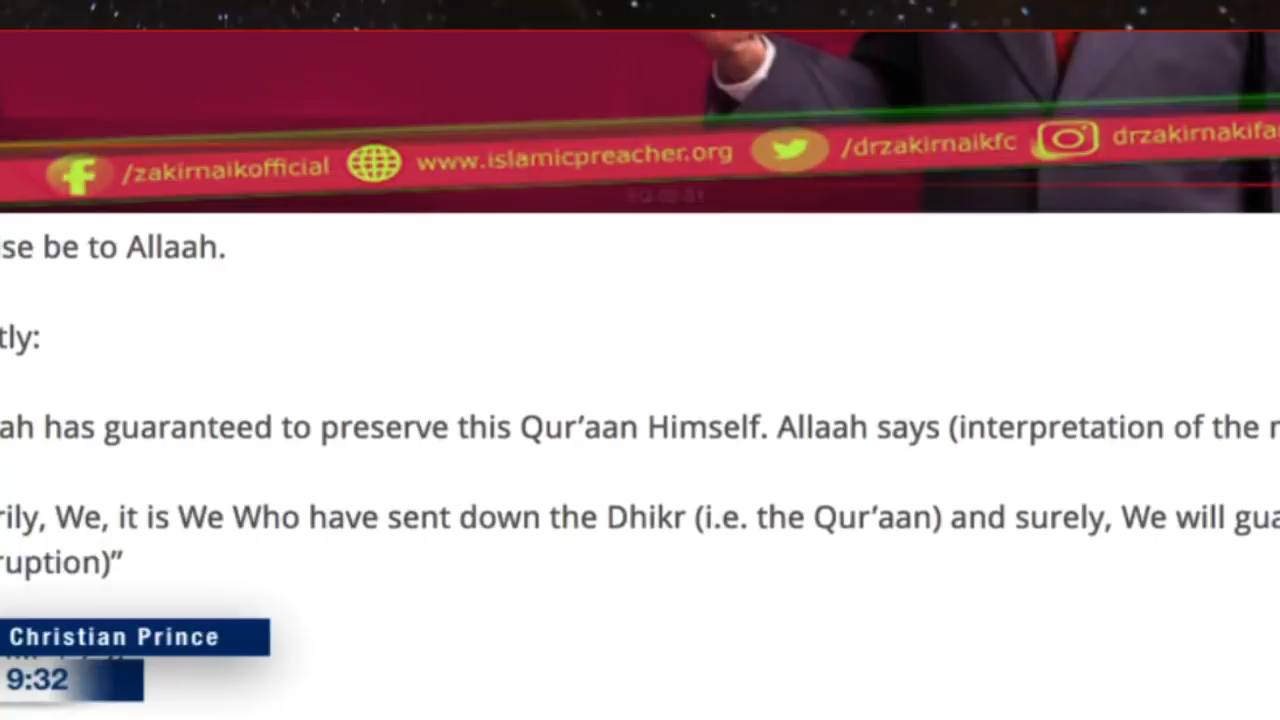 /zakirnaikofficial www.islamicpreacher.org /drzakirnaikfc drzakirnakifa
se be to Allaah.
tly:
ah has guaranteed to preserve this Qur’aan Himself. Allaah says (interpretation of the
rily, We, it is We Who have sent down the Dhikr (i.e. the Qur’aan) and surely, We will gua
ruption)”
Christian Prince
9:32